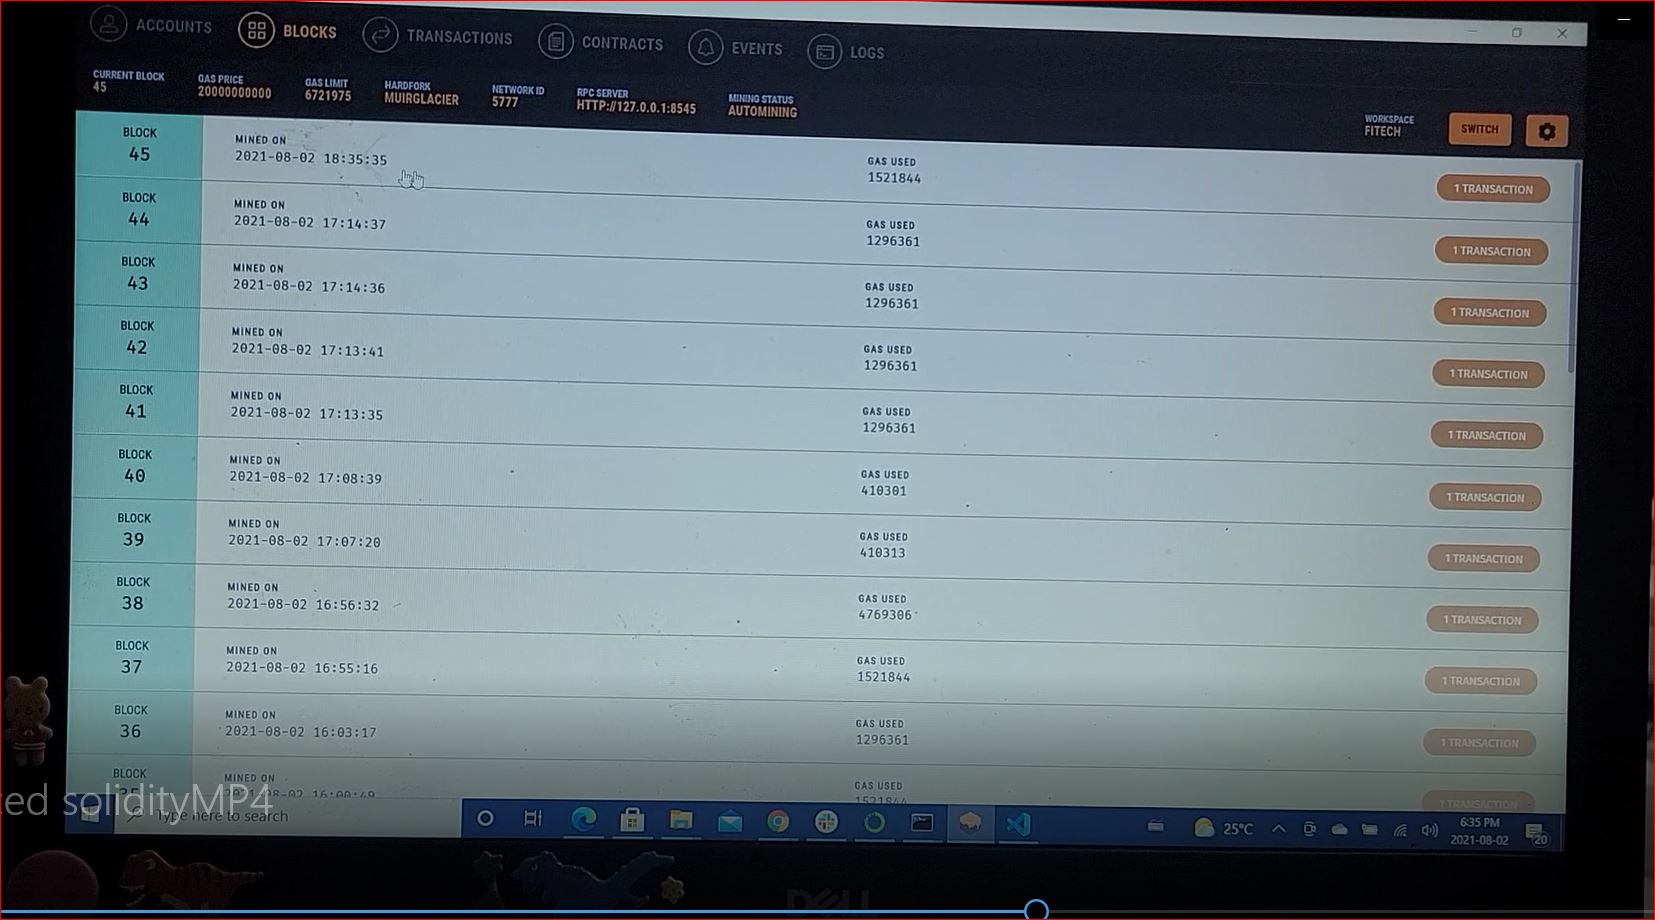 ACCOUNTS BLOCKS TRANSACTIONS CONTRACTS EVENTS LOGS
CURRENT BLOCK
45
GAS PRICE
20000000000
GAS LIMIT
6721975
HARDFORK
MUIRGLACIER
NETWORK ID
5777
RPC SERVER
HTTP://127.0.0.1:8545
MINING STATUS
AUTOMINING
WORKSPACE
FITECH
SWITCH
BLOCK
45
MINED ON
2021-08-02 18:35:35
GAS USED
1521844
1 TRANSACTION
BLOCK
44
MINED ON
2021-08-02 17:14:37
GAS USED
1296361
1 TRANSACTION
BLOCK
43
MINED ON
2021-08-02 17:14:36
GAS USED
1296361
1 TRANSACTION
BLOCK
42
MINED ON
2021-08-02 17:13:41
GAS USED
1296361
1 TRANSACTION
BLOCK
41
MINED ON
2021-08-02 17:13:35
GAS USED
1296361
1 TRANSACTION
BLOCK
40
MINED ON
2021-08-02 17:08:39
GAS USED
410301
1 TRANSACTION
BLOCK
39
MINED ON
2021-08-02 17:07:20
GAS USED
410313
1 TRANSACTION
BLOCK
38
MINED ON
2021-08-02 16:56:32
GAS USED
4769306
1 TRANSACTION
BLOCK
37
MINED ON
2021-08-02 16:55:16
GAS USED
1521844
1 TRANSACTION
BLOCK
36
MINED ON
2021-08-02 16:03:17
GAS USED
1296361
1 TRANSACTION
BLOCK
35
MINED ON
2021-08-02 16:00:49
GAS USED
1521844
1 TRANSACTION
ed solidityMP4
Type here to search
25°C
6:35 PM
2021-08-02
20
DELL